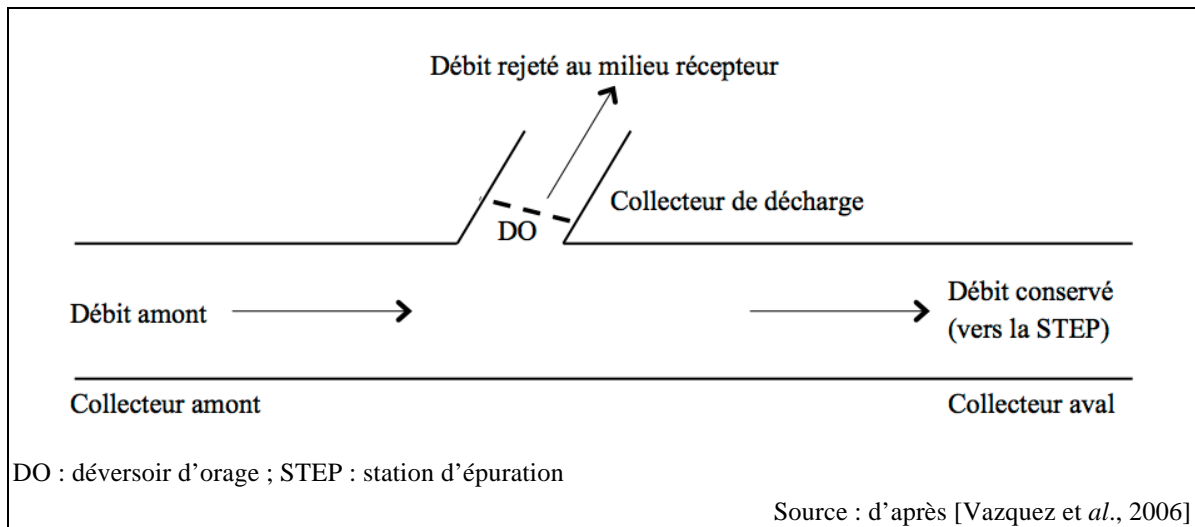 Débit rejeté au milieu récepteur
Collecteur de décharge
DO
Débit amont
Débit conservé
(vers la STEP)
Collecteur amont
Collecteur aval
DO : déversoir d'orage ; STEP : station d'épuration
Source : d'après [Vazquez et al., 2006]